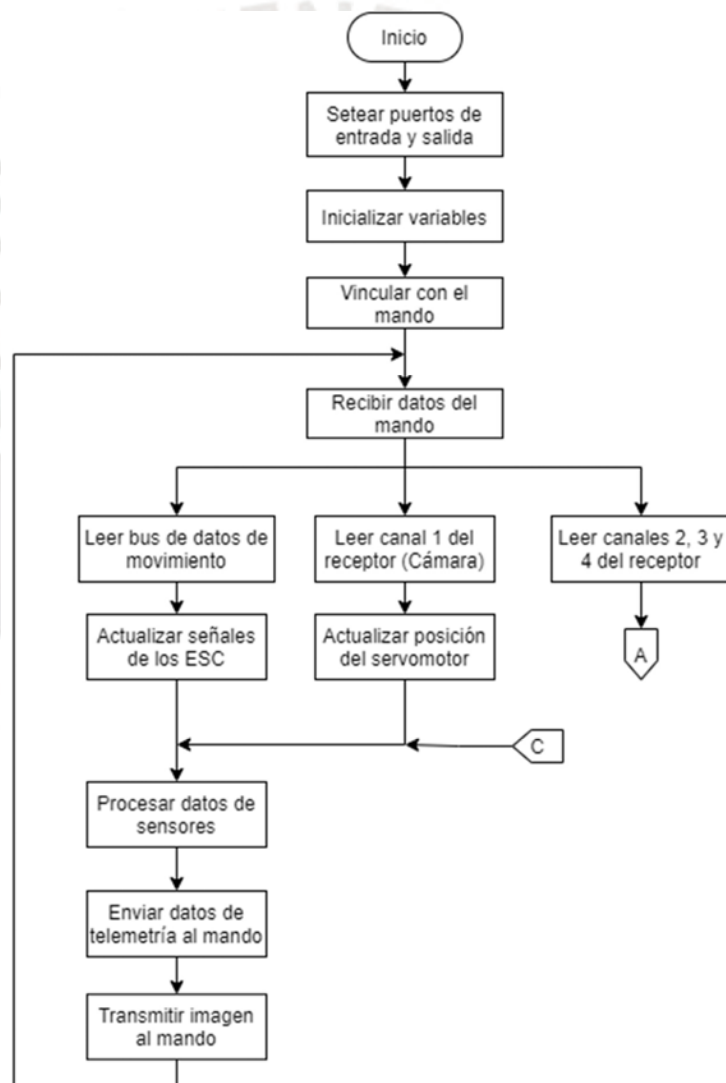 Inicio
Setear puertos de
entrada y salida
Inicializar variables
Vincular con el
mando
Recibir datos del
mando
Leer bus de datos de
movimiento
Leer canal 1 del
receptor (Cámara)
Leer canales 2, 3 y
4 del receptor
Actualizar señales
de los ESC
Actualizar posición
del servomotor
A
C
Procesar datos de
sensores
Enviar datos de
telemetría al mando
Transmitir imagen
al mando